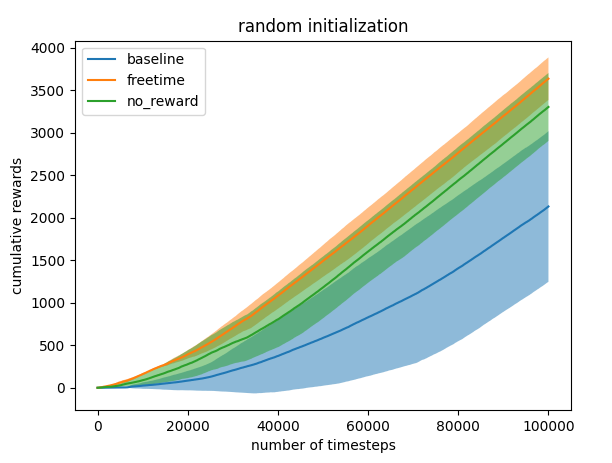 random initialization
baseline
freetime
no_reward
cumulative rewards
4000
3500
3000
2500
2000
1500
1000
500
0
0 20000 40000 60000 80000 100000
number of timesteps